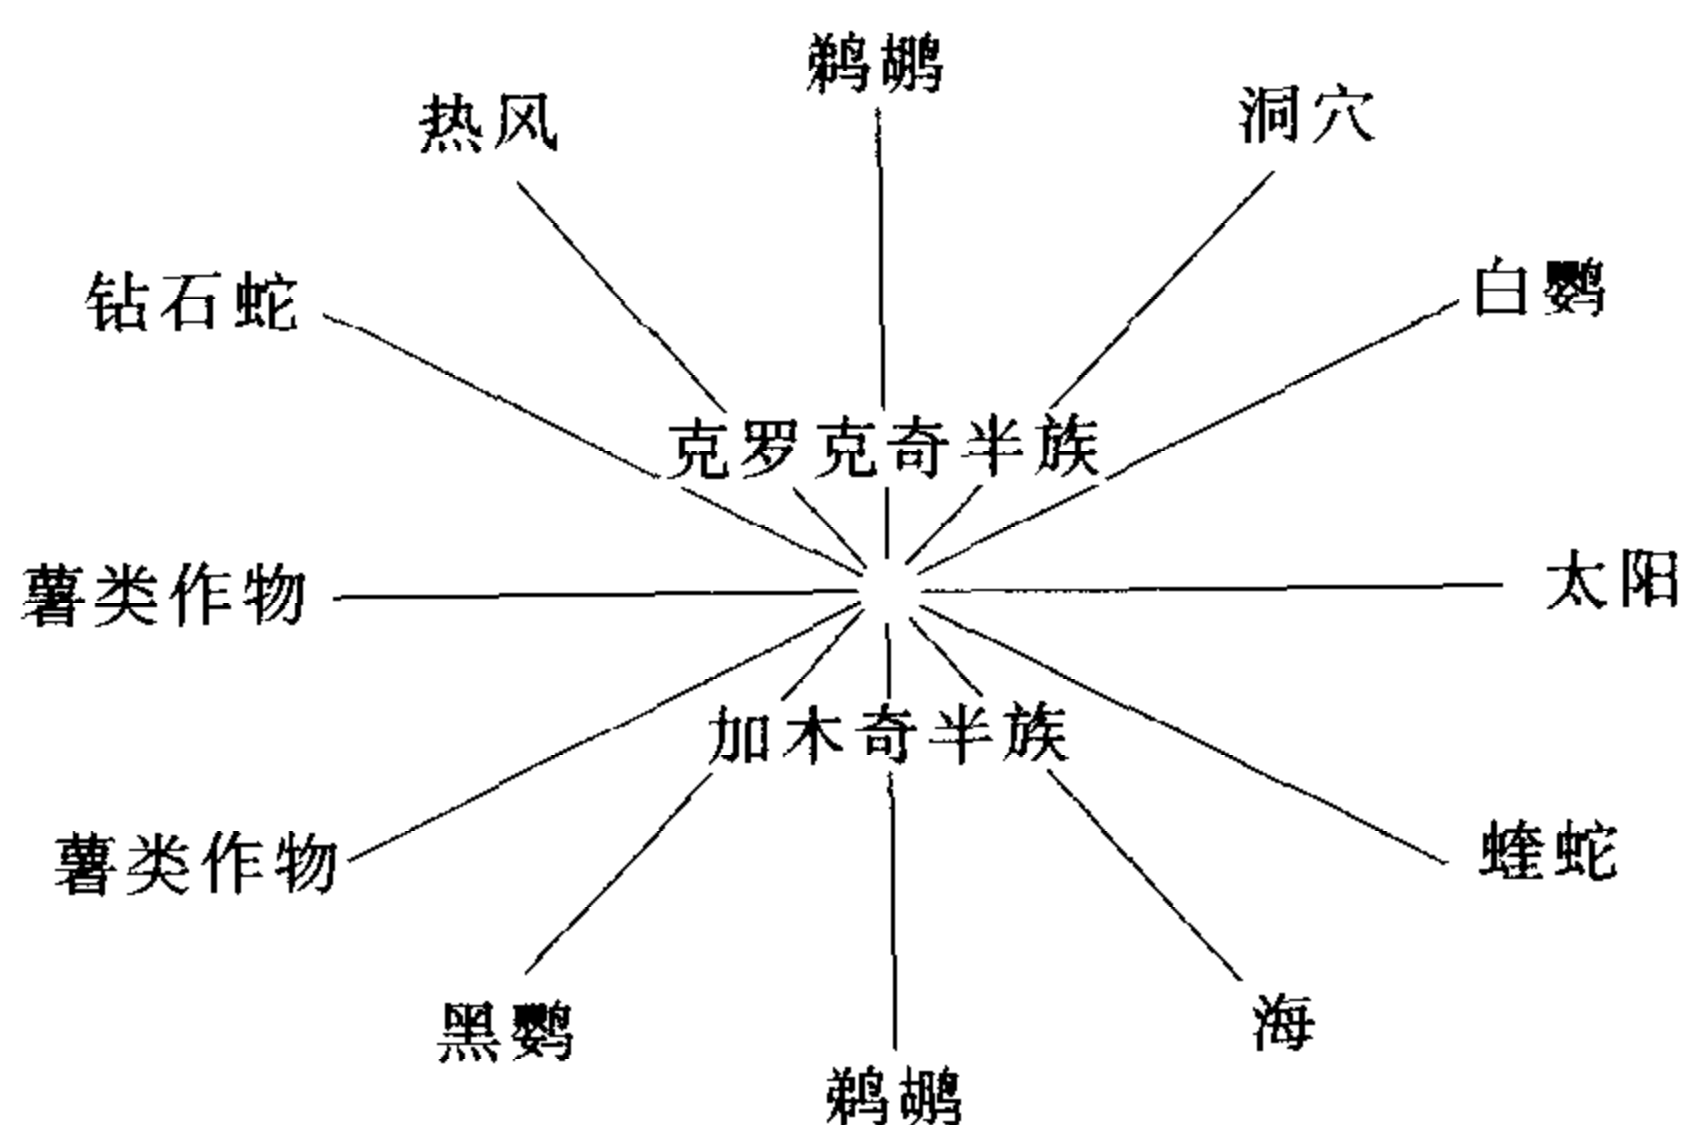 鹈鹕
热风
洞穴
钻石蛇
白鹦
克罗克奇半族
薯类作物
太阳
加木奇半族
薯类作物
蝰蛇
黑鹦
海
鹈鹕